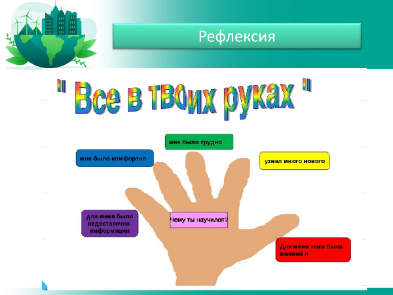 Рефлексия
" Все в твоих руках "
мне было трудно
мне было комфортно
узнал много нового
для меня было
недостаточно
информации
Чему ты научился?
Для меня тема была
важной и